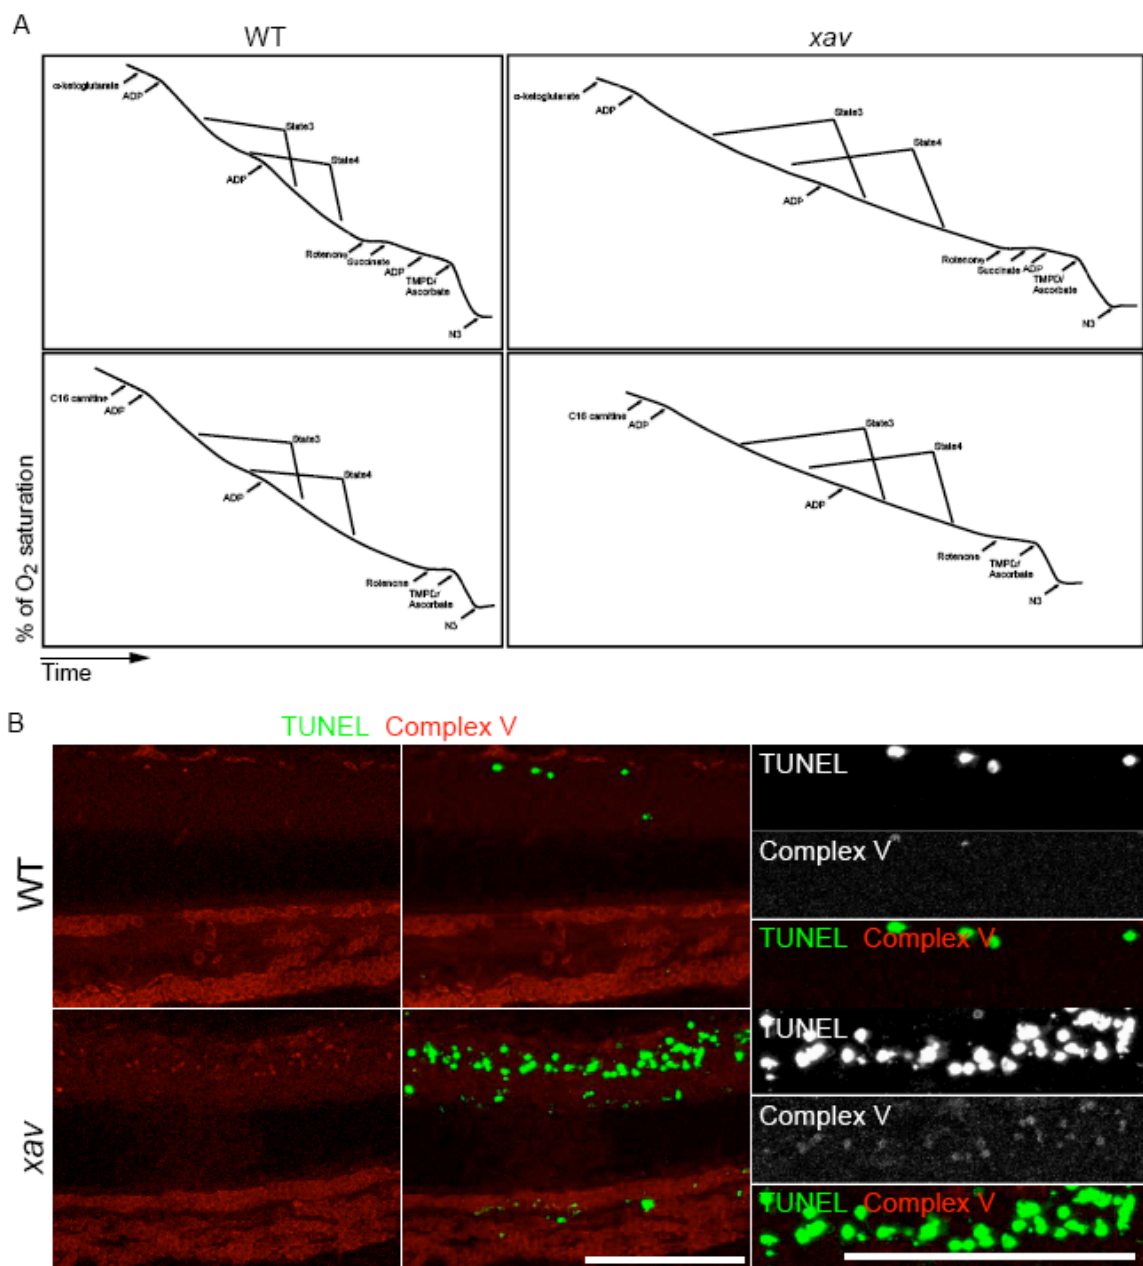 A
WT
xav
α-ketoglutarate
ADP
State3
State4
ADP
Rotenone
Succinate
ADP
TMPD/
Ascorbate
N3
α-ketoglutarate
ADP
State3
State4
ADP
Rotenone
Succinate
ADP
TMPD/
Ascorbate
N3
C16 carnitine
ADP
State3
State4
ADP
Rotenone
TMPD/
Ascorbate
N3
C16 carnitine
ADP
State3
State4
ADP
Rotenone
TMPD/
Ascorbate
N3
% of O2 saturation
Time
B
TUNEL Complex V
WT
TUNEL
Complex V
TUNEL Complex V
xav
TUNEL
Complex V
TUNEL Complex V